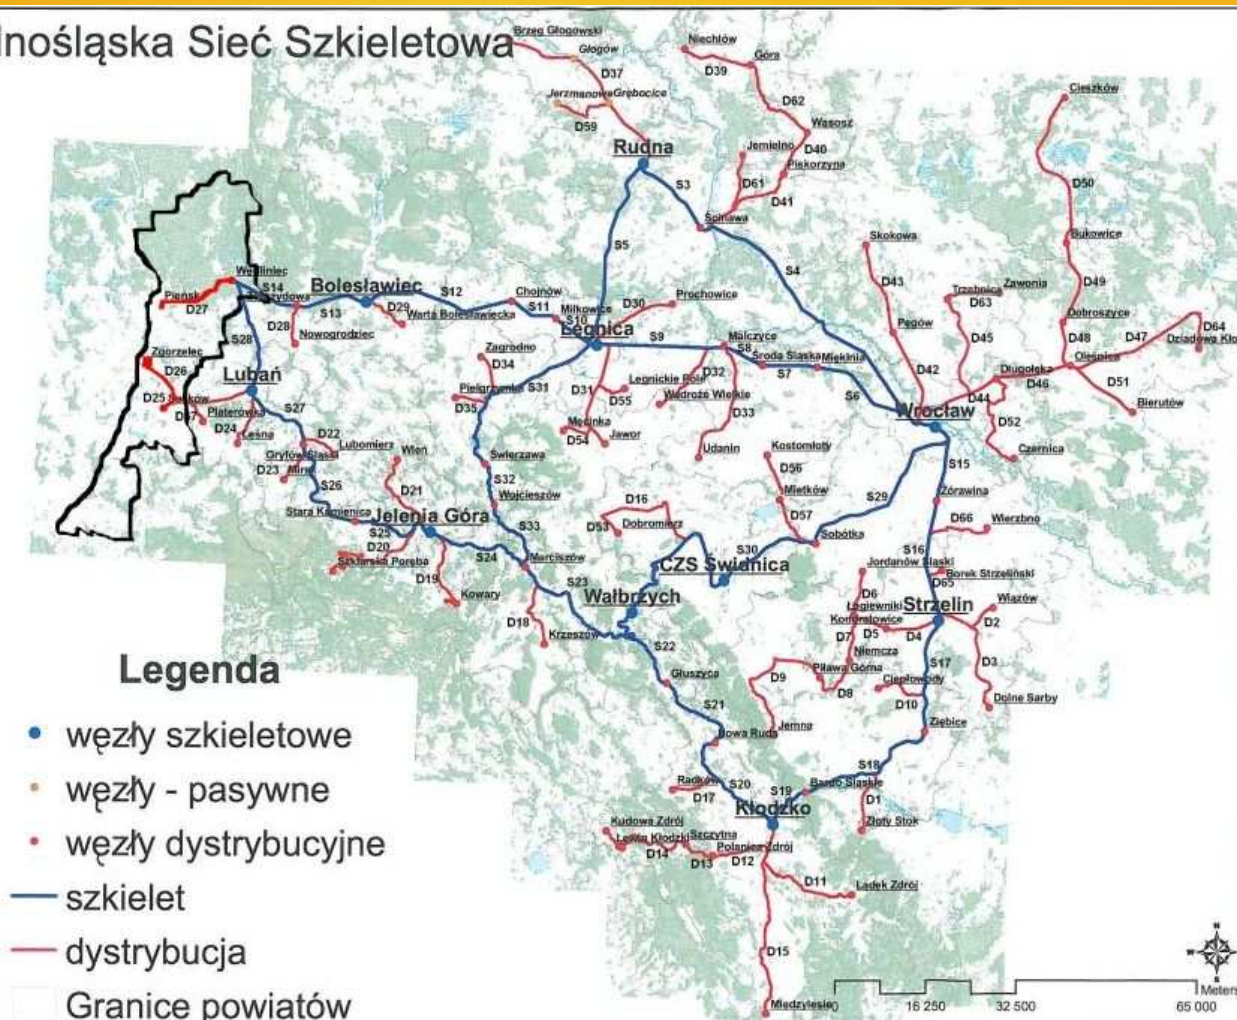 lnośląska Sieć Szkieletowa
Brzeg Głogowski
Głogów
D37
Jerzmanowa
Grębocice
D59
Niechlów
D39
Góra
D62
Wąsosz
D40
Jemielno
Piskorzyna
D61
D41
Cieszków
D50
Bukowice
D49
Rudna
S3
Ścinawa
S5
S4
Skokowa
D43
Trzebnica
Zawonia
D63
Pęgów
D45
Dobroszyce
D48
D47
D64
Oleśnica
Długołęka
D46
D44
D42
D51
Bierutów
D52
Czernica
Węgliniec
S14
Pieńsk
D27
Bolesławiec
S13
D28
Nowogrodziec
D29
Warta Bolesławiecka
S12
Chojnów
S11
Miłkowice
S10
Legnica
D30
Prochowice
S9
Malczyce
S8
Środa Śląska
Miękinia
S7
S6
Wrocław
S28
Zgorzelec
D26
D25
Lubań
Platerówka
D24
Leśna
S27
D22
Lubomierz
Gryfów Śląski
D23
S26
Zagrodno
D34
Pielgrzymka
S31
D35
D31
Legnickie Pole
D55
D32
Wądroże Wielkie
D33
Męcinka
D54
Jawor
Udanin
Kostomłoty
D56
Mietków
D57
S29
S15
Żórawina
Wleń
D21
Świerzawa
S32
Wojcieszów
S33
Stara Kamienica
Jelenia Góra
S25
D20
Szklarska Poręba
S24
D19
Kowary
Marciszów
S23
D18
Krzeszów
D16
D53
Dobromierz
CZS Świdnica
S30
Sobótka
Wałbrzych
S22
Głuszyca
S21
Nowa Ruda
S16
D66
Wierzbno
Jordanów Śląski
D65
Borek Strzeliński
D6
Łagiewniki
Kondratowice
D5
D7
D4
Strzelin
Wiązów
D2
D3
Dolne Sarby
S17
Niemcza
Piława Górna
D9
D8
Ciepłowody
D10
Jemna
Ziębice
S18
Radków
D17
S20
S19
Bardo Śląskie
D1
Złoty Stok
Kłodzko
Kudowa Zdrój
D14
Szczytna
D13
D12
D11
Lądek Zdrój
D15
Międzylesie
Legenda
węzły szkieletowe
węzły - pasywne
węzły dystrybucyjne
szkielet
dystrybucja
Granice powiatów
N
Meters
0
16 250
32 500
65 000